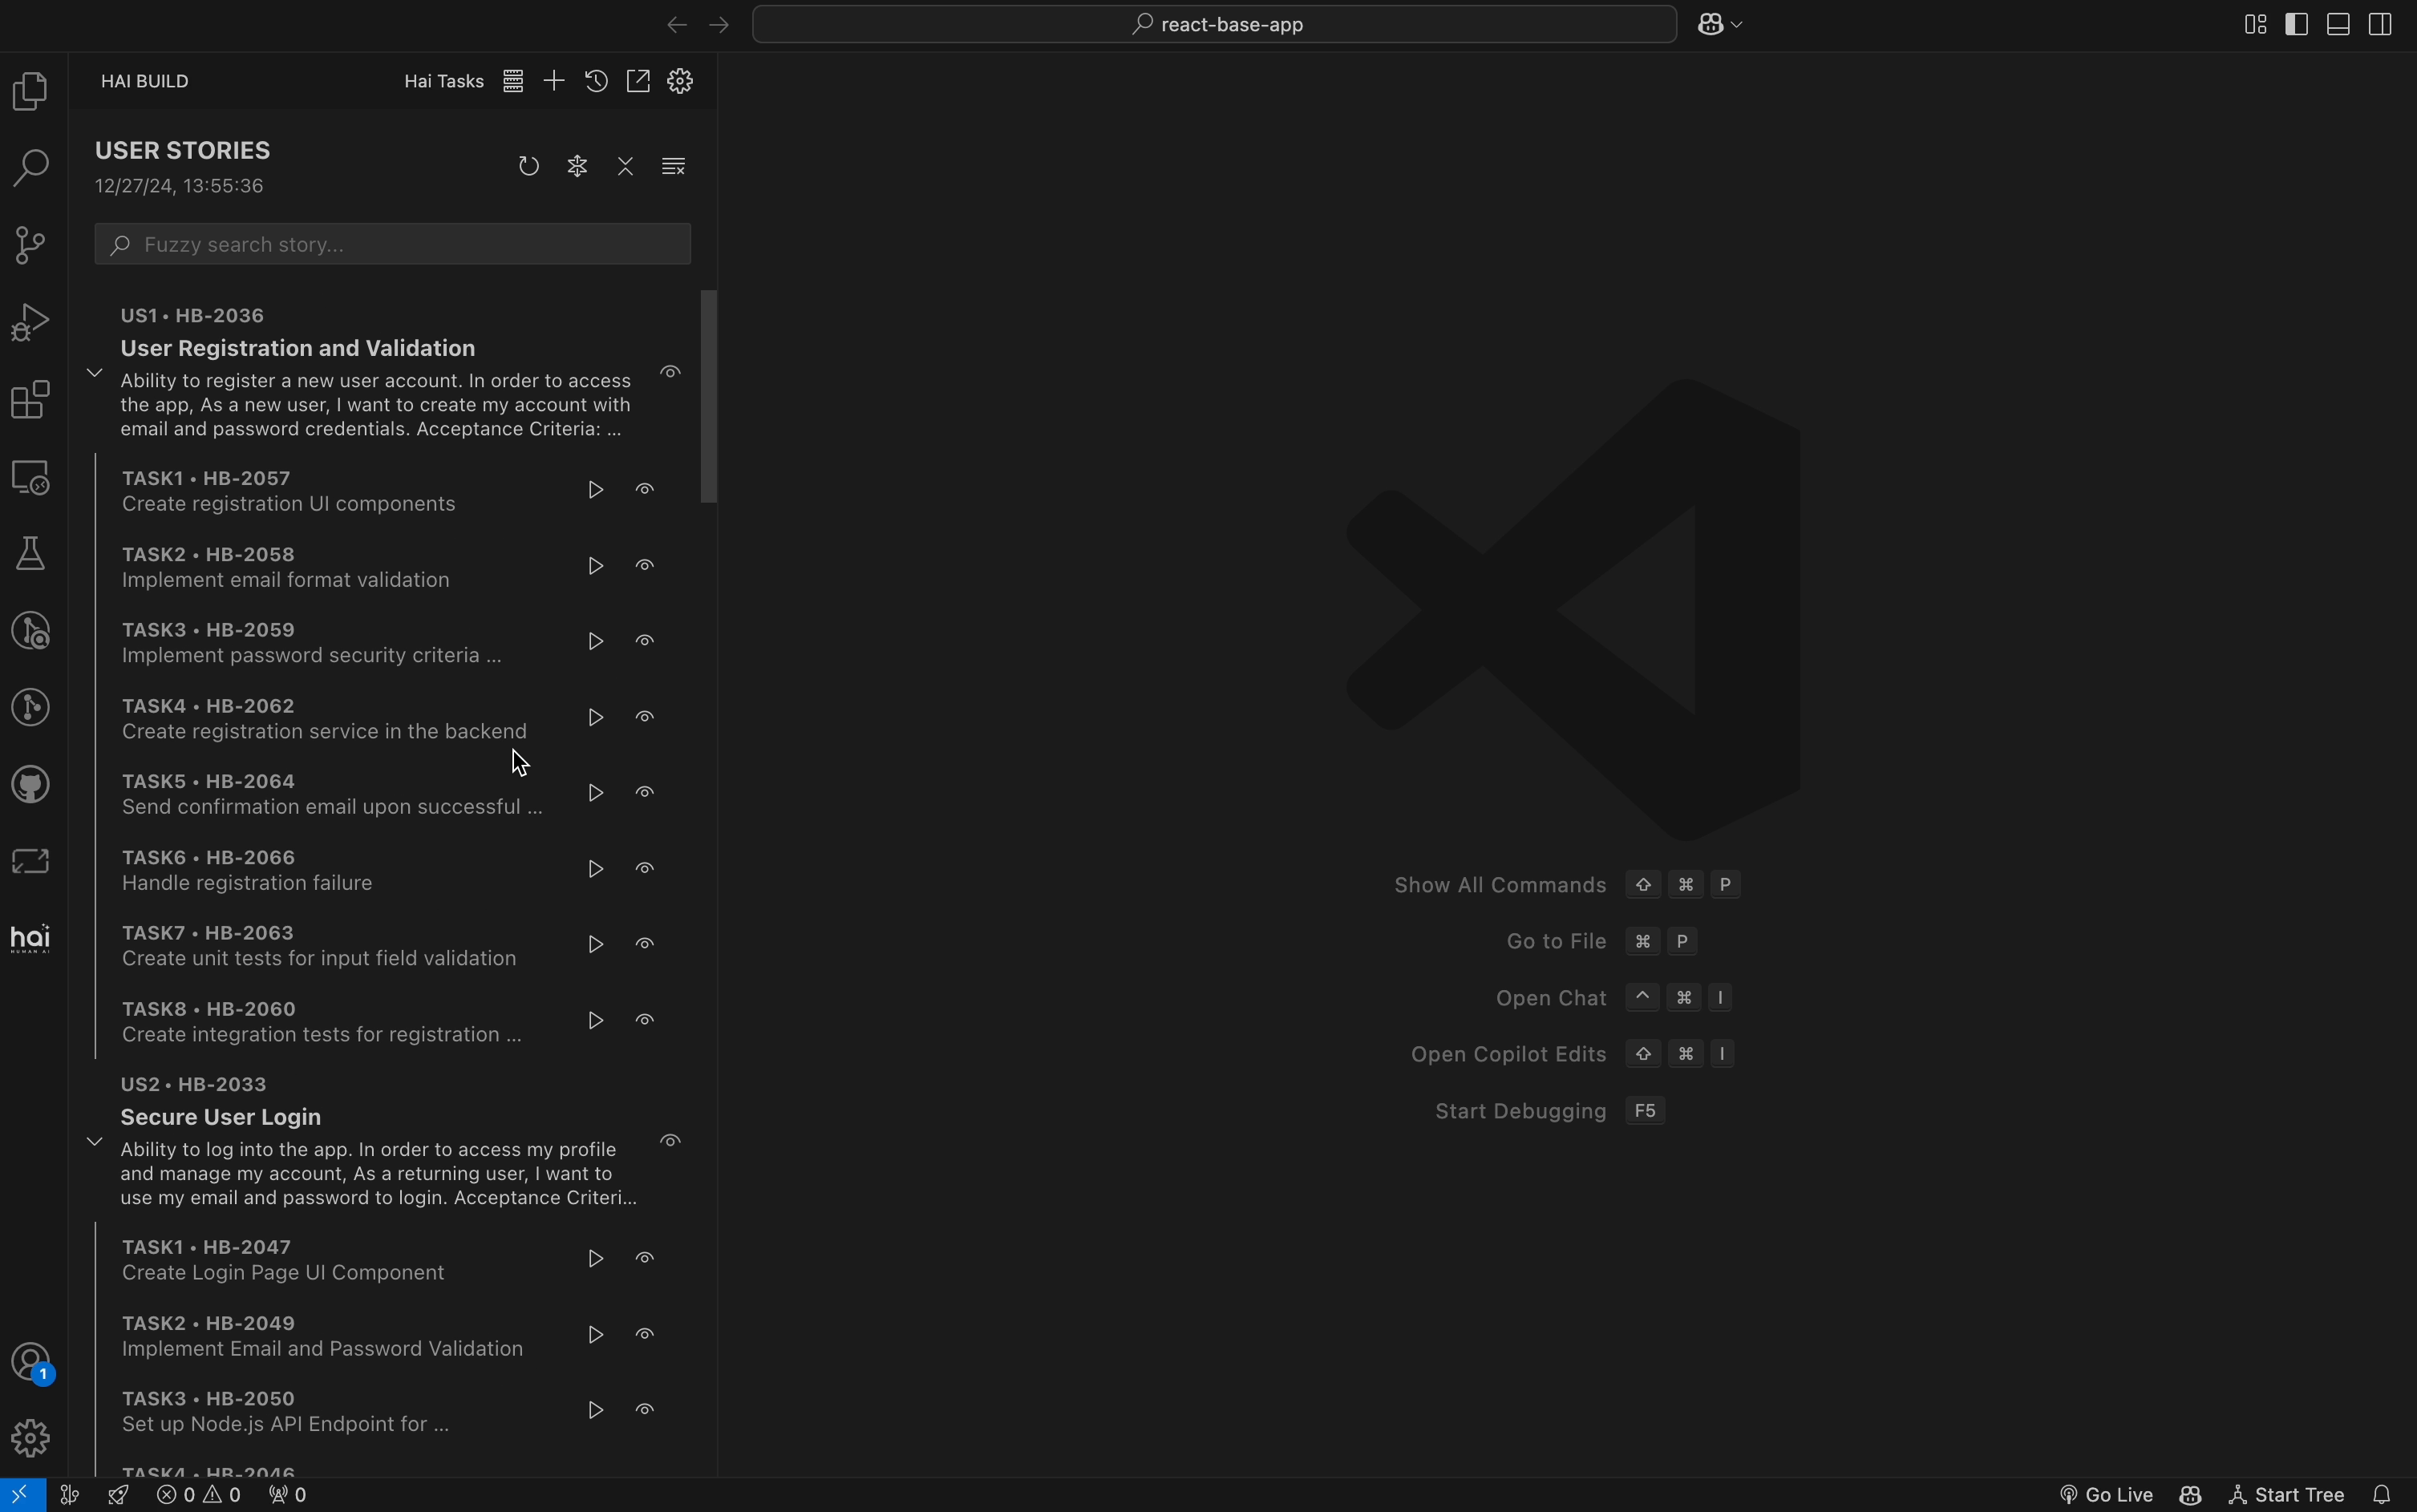 react-base-app
HAI BUILD
Hai Tasks
USER STORIES
12/27/24, 13:55:36
Fuzzy search story...
US1 • HB-2036
User Registration and Validation
Ability to register a new user account. In order to access
the app, As a new user, I want to create my account with
email and password credentials. Acceptance Criteria: ...
TASK1 • HB-2057
Create registration UI components
TASK2 • HB-2058
Implement email format validation
TASK3 • HB-2059
Implement password security criteria ...
TASK4 • HB-2062
Create registration service in the backend
TASK5 • HB-2064
Send confirmation email upon successful ...
TASK6 • HB-2066
Handle registration failure
TASK7 • HB-2063
Create unit tests for input field validation
TASK8 • HB-2060
Create integration tests for registration ...
US2 • HB-2033
Secure User Login
Ability to log into the app. In order to access my profile
and manage my account, As a returning user, I want to
use my email and password to login. Acceptance Criteri...
TASK1 • HB-2047
Create Login Page UI Component
TASK2 • HB-2049
Implement Email and Password Validation
TASK3 • HB-2050
Set up Node.js API Endpoint for ...
TASK4 • HB-2046
hai
HUMAN AI
1
Show All Commands ⇧ ⌘ P
Go to File ⌘ P
Open Chat ^ ⌘ I
Open Copilot Edits ⇧ ⌘ I
Start Debugging F5
0 0 0
Go Live
Start Tree